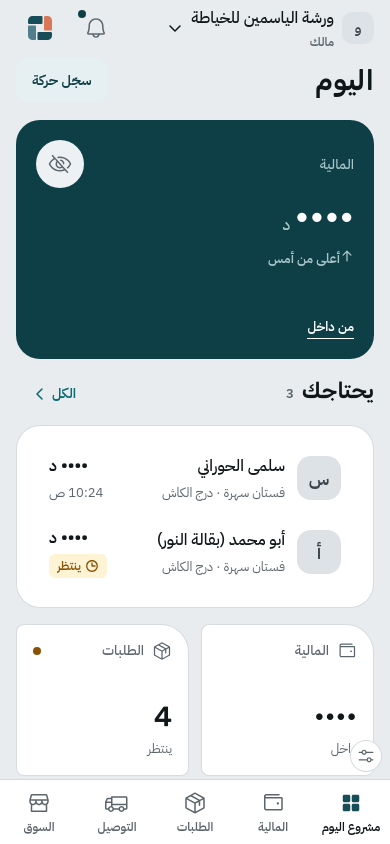 و
ورشة الياسمين للخياطة
مالك
اليوم
سجّل حركة
المالية
•••• د
أعلى من أمس
من داخل
يحتاجك 3
الكل
س
سلمى الحوراني
•••• د
فستان سهرة · درج الكاش
10:24 ص
أ
أبو محمد (بقالة النور)
•••• د
فستان سهرة · درج الكاش
ينتظر
المالية
••••
الطلبات
4
ينتظر
مشروع اليوم
المالية
الطلبات
التوصيل
السوق